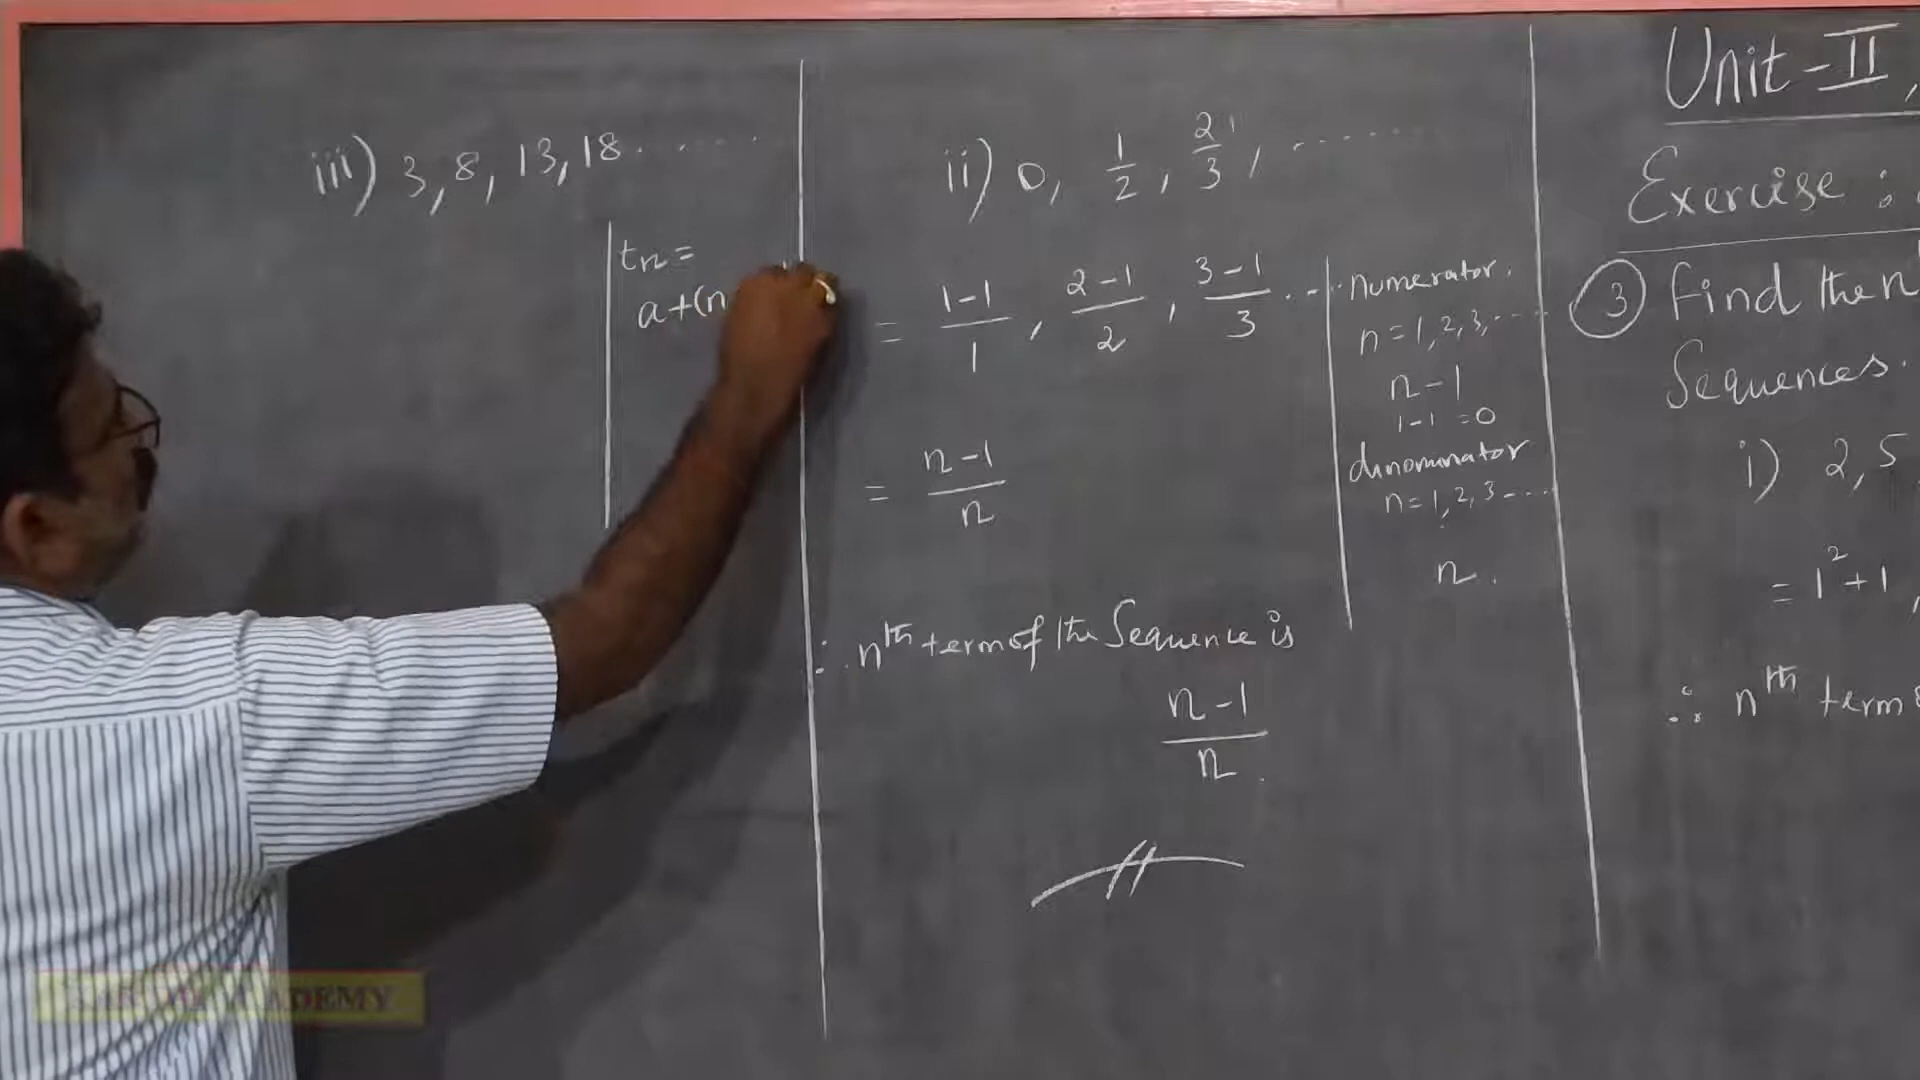 iii) 3, 8, 13, 18 .....
tn =
a+(n
ii) 0, 1/2, 2/3, .......
= 1-1/1, 2-1/2, 3-1/3 ...
= n-1/n
∴ nth term of the Sequence is
n-1/n
numerator.
n = 1, 2, 3, ....
n-1
1-1 = 0
dinominator
n = 1, 2, 3 ....
n.
Unit-II,
Exercise :
3 Find the n
Sequences.
i) 2, 5
= 1²+1,
∴ nth term